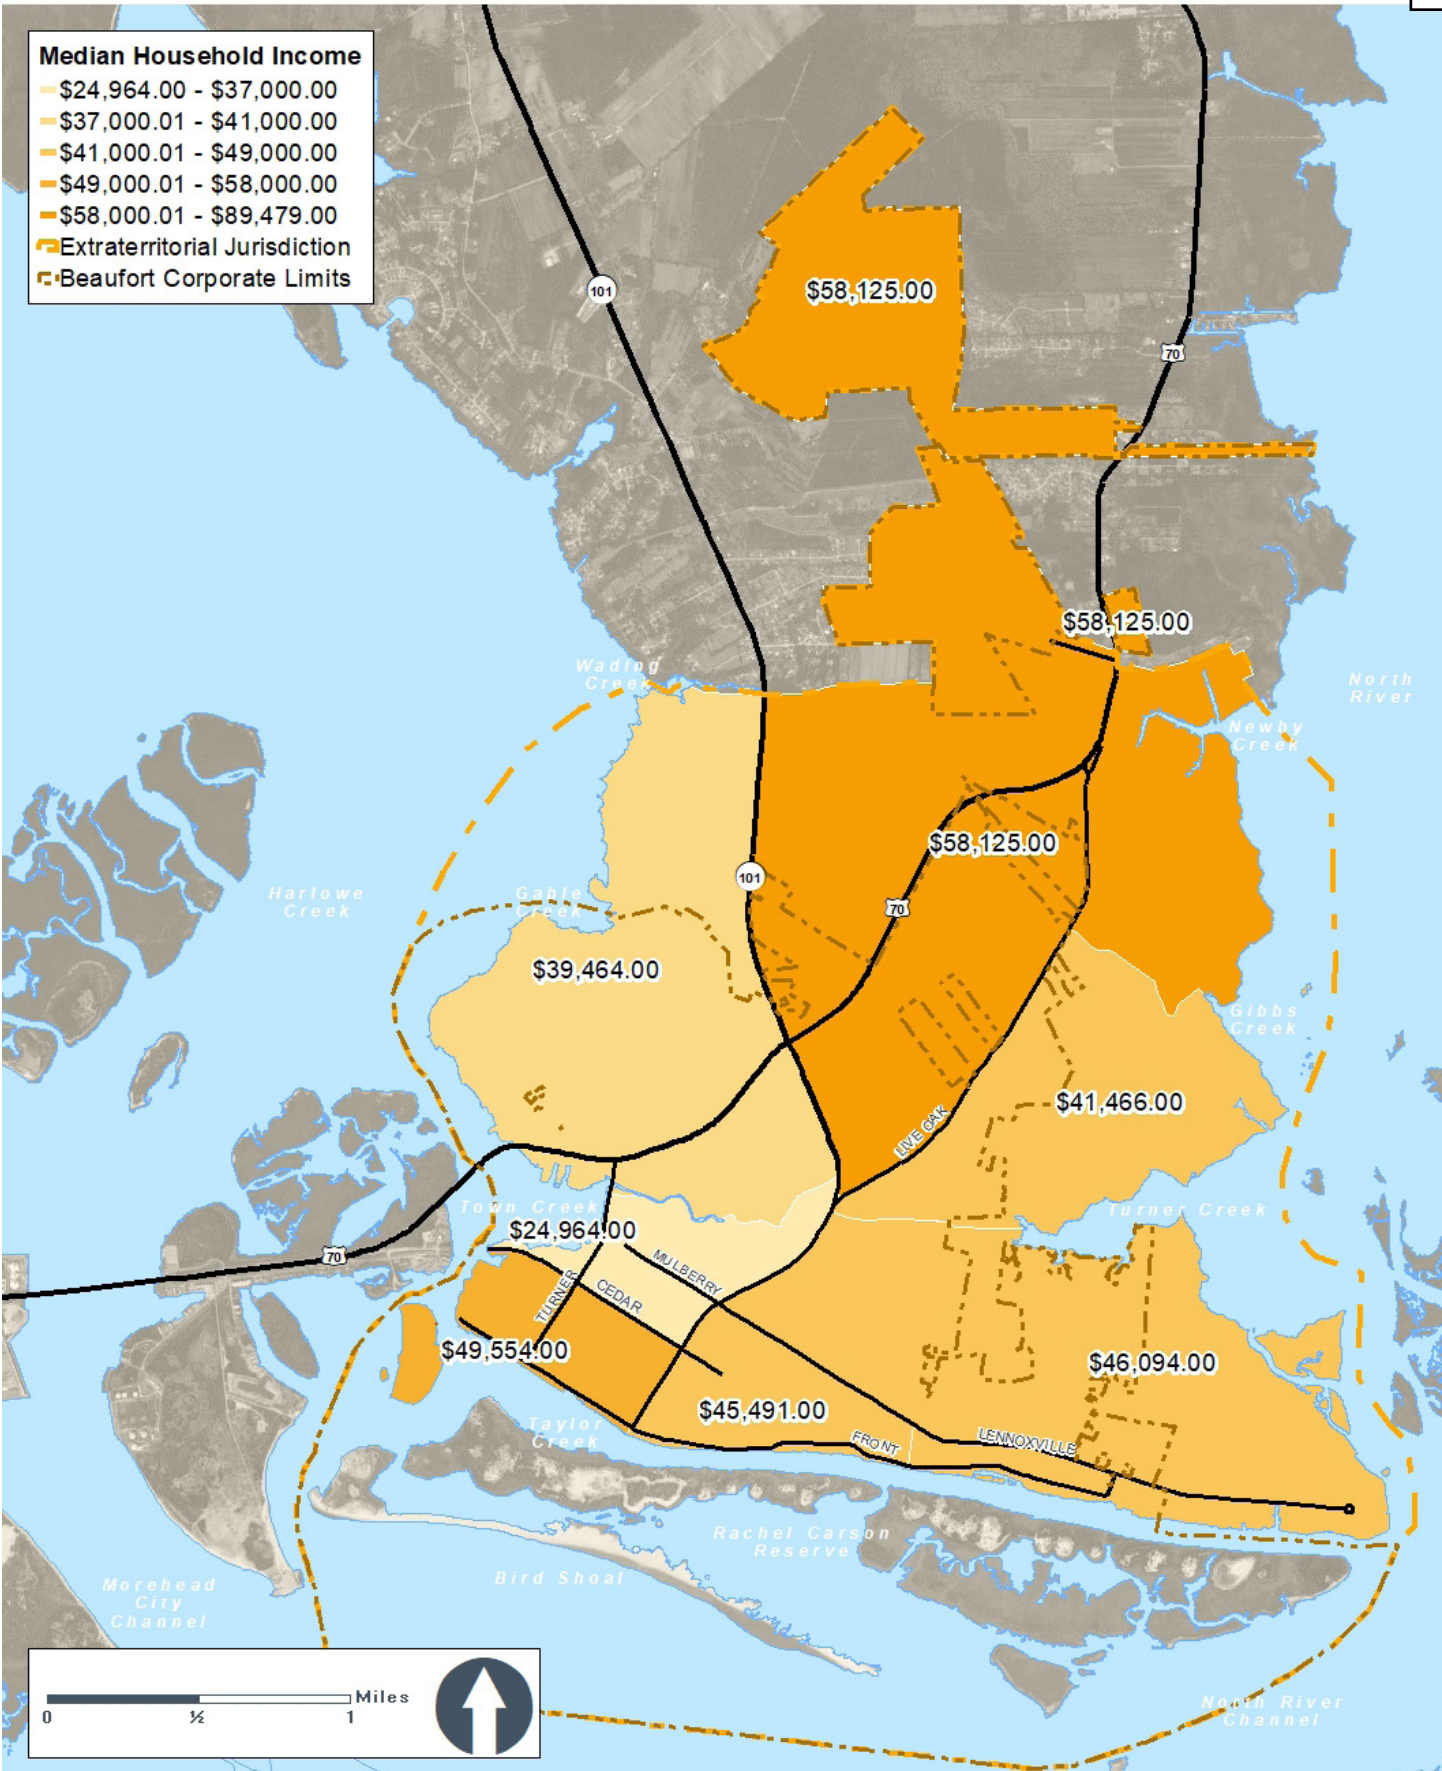 Median Household Income
$24,964.00 - $37,000.00
$37,000.01 - $41,000.00
$41,000.01 - $49,000.00
$49,000.01 - $58,000.00
$58,000.01 - $89,479.00
Extraterritorial Jurisdiction
Beaufort Corporate Limits
101
$58,125.00
70
$58,125.00
Wading
Creek
North
River
Newby
Creek
$58,125.00
101
70
Harlowe
Creek
Gable
Creek
$39,464.00
Gibbs
Creek
$41,466.00
LIVE OAK
Town Creek
Turner Creek
$24,964.00
70
MULBERRY
TURNER
CEDAR
$49,554.00
$46,094.00
$45,491.00
Taylor
Creek
FRONT
LENNOXVILLE
Rachel Carson
Reserve
Bird Shoal
Morehead
City
Channel
North River
Channel
Miles
0 ½ 1